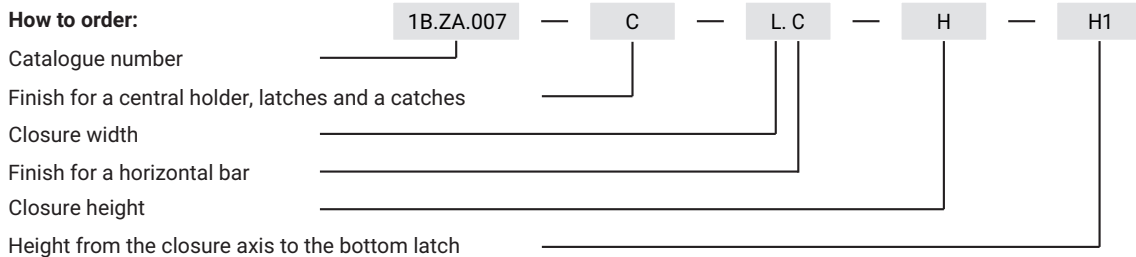 How to order: 1B.ZA.007 — C — L. C — H — H1
Catalogue number
Finish for a central holder, latches and a catches
Closure width
Finish for a horizontal bar
Closure height
Height from the closure axis to the bottom latch